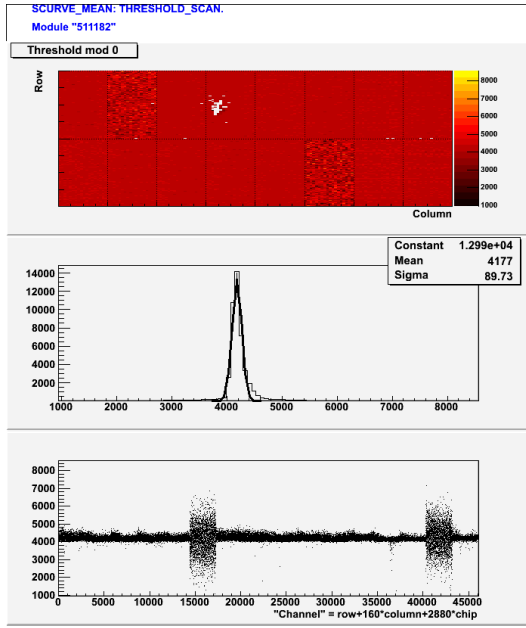 SCURVE_MEAN: THRESHOLD_SCAN.
Module "511182"
Threshold mod 0
Row
8000
7000
6000
5000
4000
3000
2000
1000
Column
Constant 1.299e+04
Mean 4177
Sigma 89.73
14000
12000
10000
8000
6000
4000
2000
1000 2000 3000 4000 5000 6000 7000 8000
8000
7000
6000
5000
4000
3000
2000
1000
0 5000 10000 15000 20000 25000 30000 35000 40000 45000
"Channel" = row+160*column+2880*chip